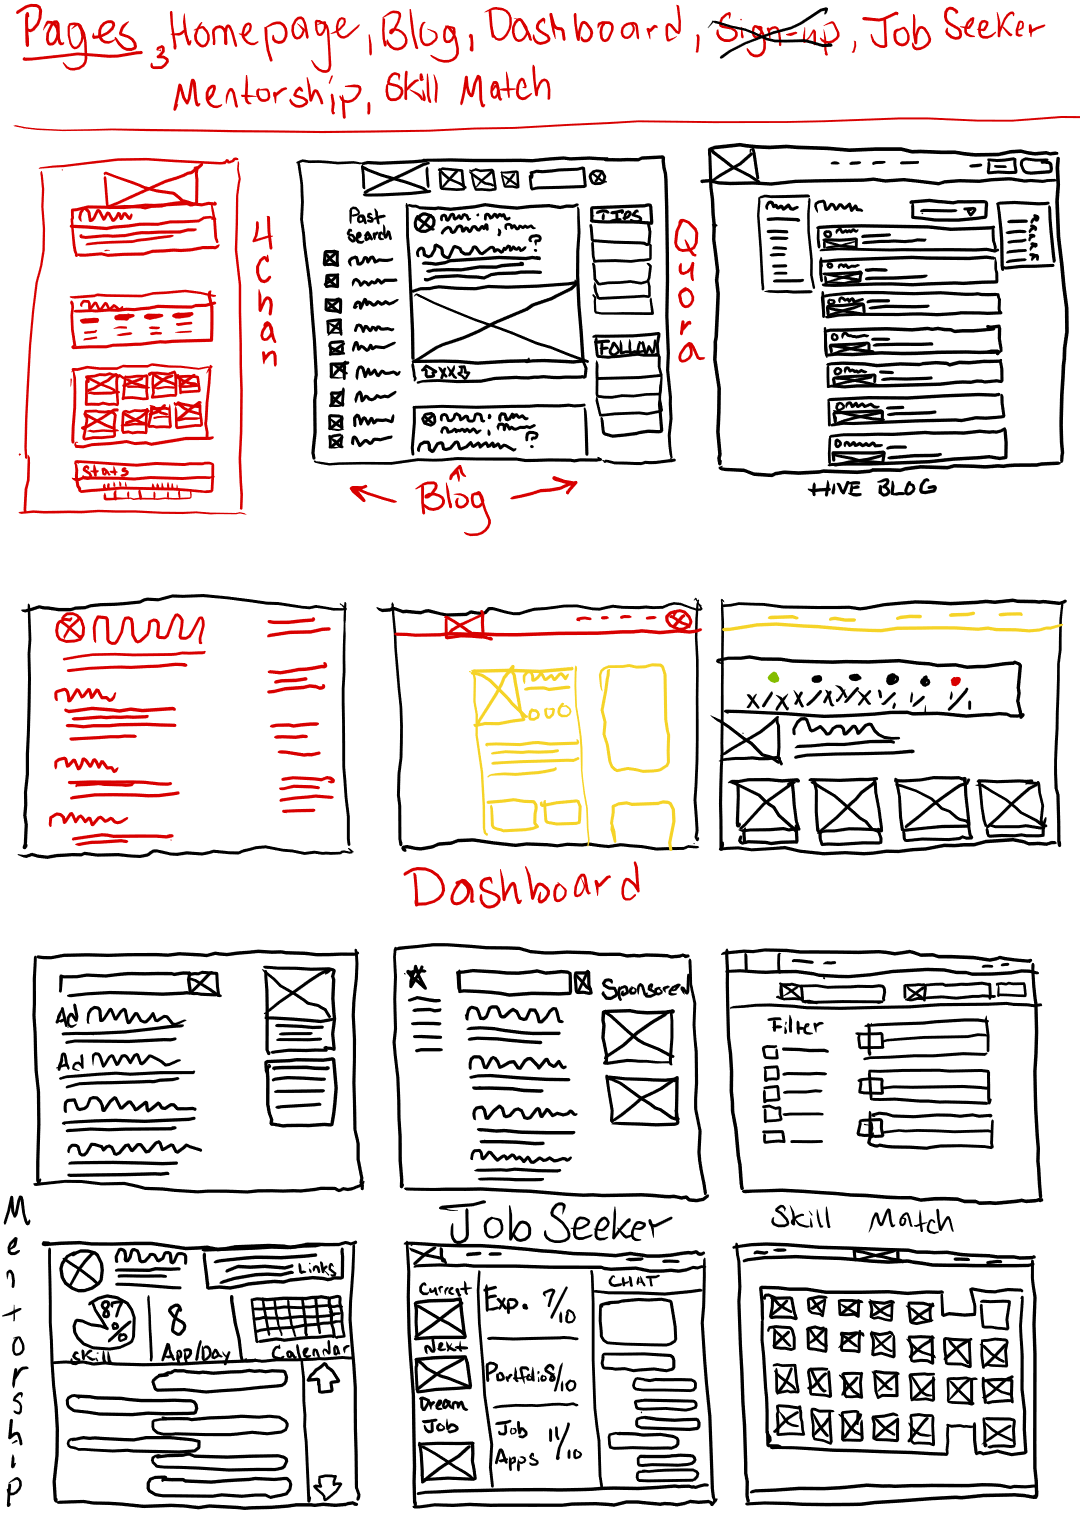 Pages, Homepage, Blog, Dashboard, Sign-up, Job Seeker
Mentorship, Skill Match
4Chan
Past
Search
?
TIPS
FOLLOW
XX
?
Quora
Stats
Blog
HIVE BLOG
X/X X/X X/X
Dashboard
Ad
Ad
Sponsored
Filter
Job Seeker
Skill Match
Mentorship
Links
87%
Skill
8
App/Day
Calendar
Current
Next
Dream
Job
Exp. 7/10
Portfolio 8/10
Job
Apps 11/10
CHAT